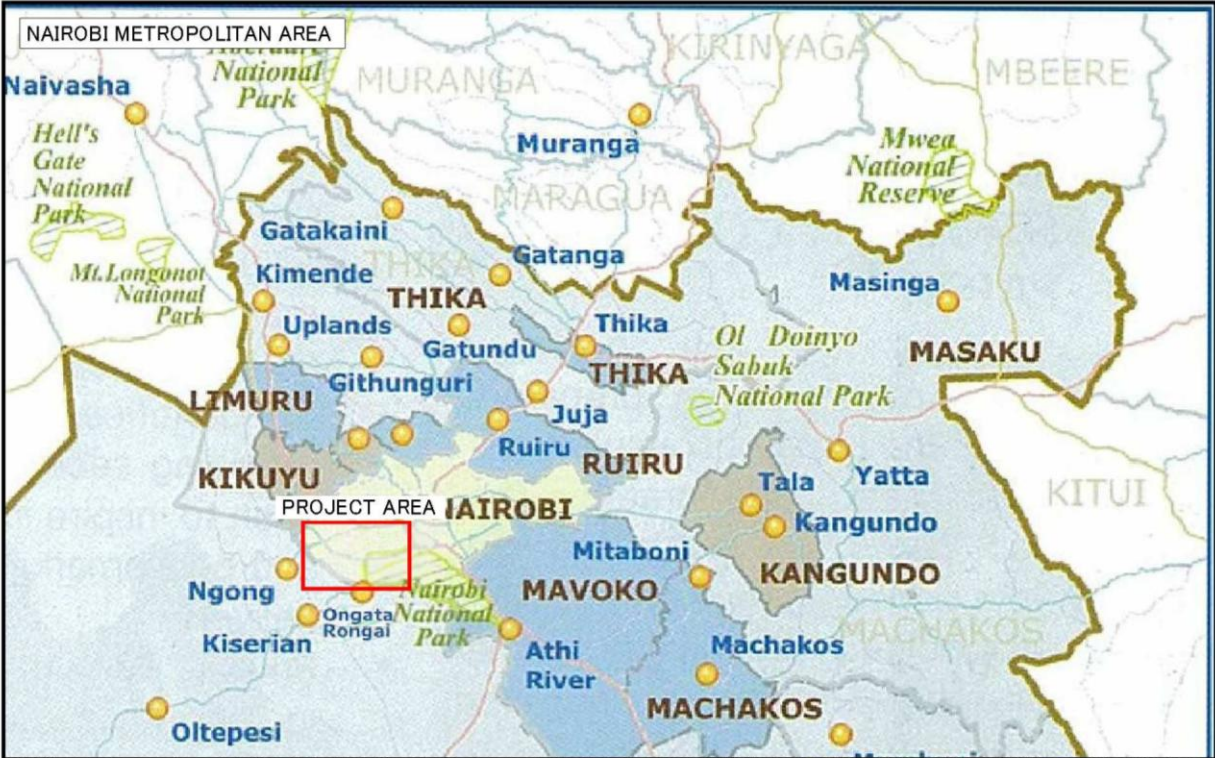 NAIROBI METROPOLITAN AREA
National
Park
Naivasha
Hell's
Gate
National
Park
MURANGA
KIRINYAGA
MBEERE
Muranga
Mwea
National
Reserve
MARAGUA
Gatakaini
Gatanga
Mt.Longonot
National
Park
Kimende
THIKA
THIKA
Masinga
Uplands
Gatundu
Thika
Ol Doinyo
Sabuk
National Park
MASAKU
Githunguri
THIKA
LIMURU
Juja
Ruiru
RUIRU
KIKUYU
Tala
Yatta
KITUI
PROJECT AREA
NAIROBI
Kangundo
Mitaboni
Ngong
Nairobi
National
Park
MAVOKO
KANGUNDO
Ongata
Rongai
Kiserian
MACHAKOS
Athi
River
Machakos
MACHAKOS
Oltepesi